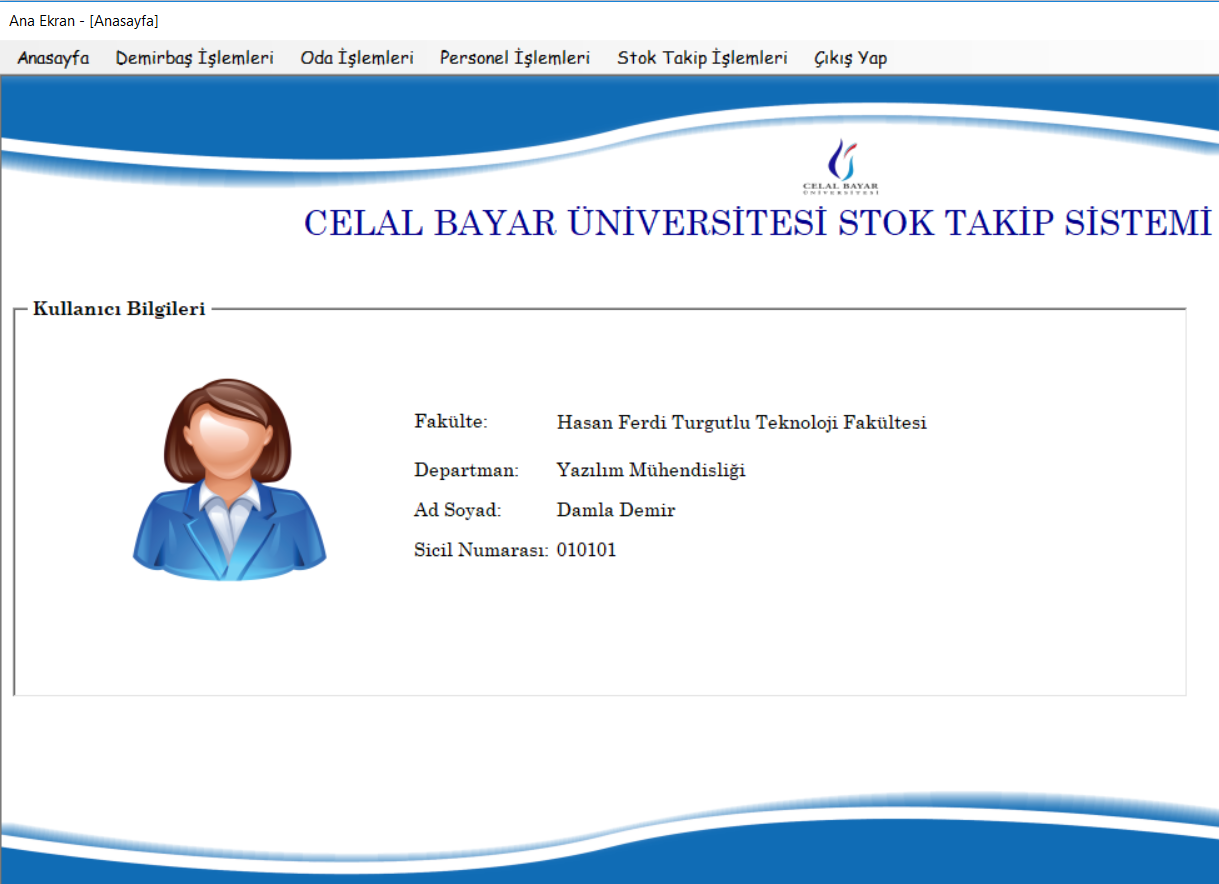 Ana Ekran - [Anasayfa]
Anasayfa Demirbaş İşlemleri Oda İşlemleri Personel İşlemleri Stok Takip İşlemleri Çıkış Yap
CELAL BAYAR
ÜNİVERSİTESİ
CELAL BAYAR ÜNİVERSİTESİ STOK TAKİP SİSTEMİ
Kullanıcı Bilgileri
Fakülte: Hasan Ferdi Turgutlu Teknoloji Fakültesi
Departman: Yazılım Mühendisliği
Ad Soyad: Damla Demir
Sicil Numarası: 010101